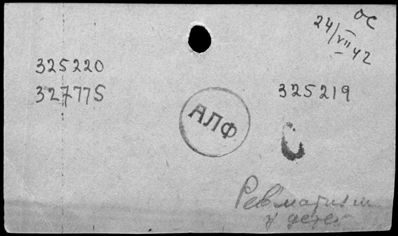 ОС
24/VII 42
325220
327775
325219
АЛФ
Ревматизм
у детей